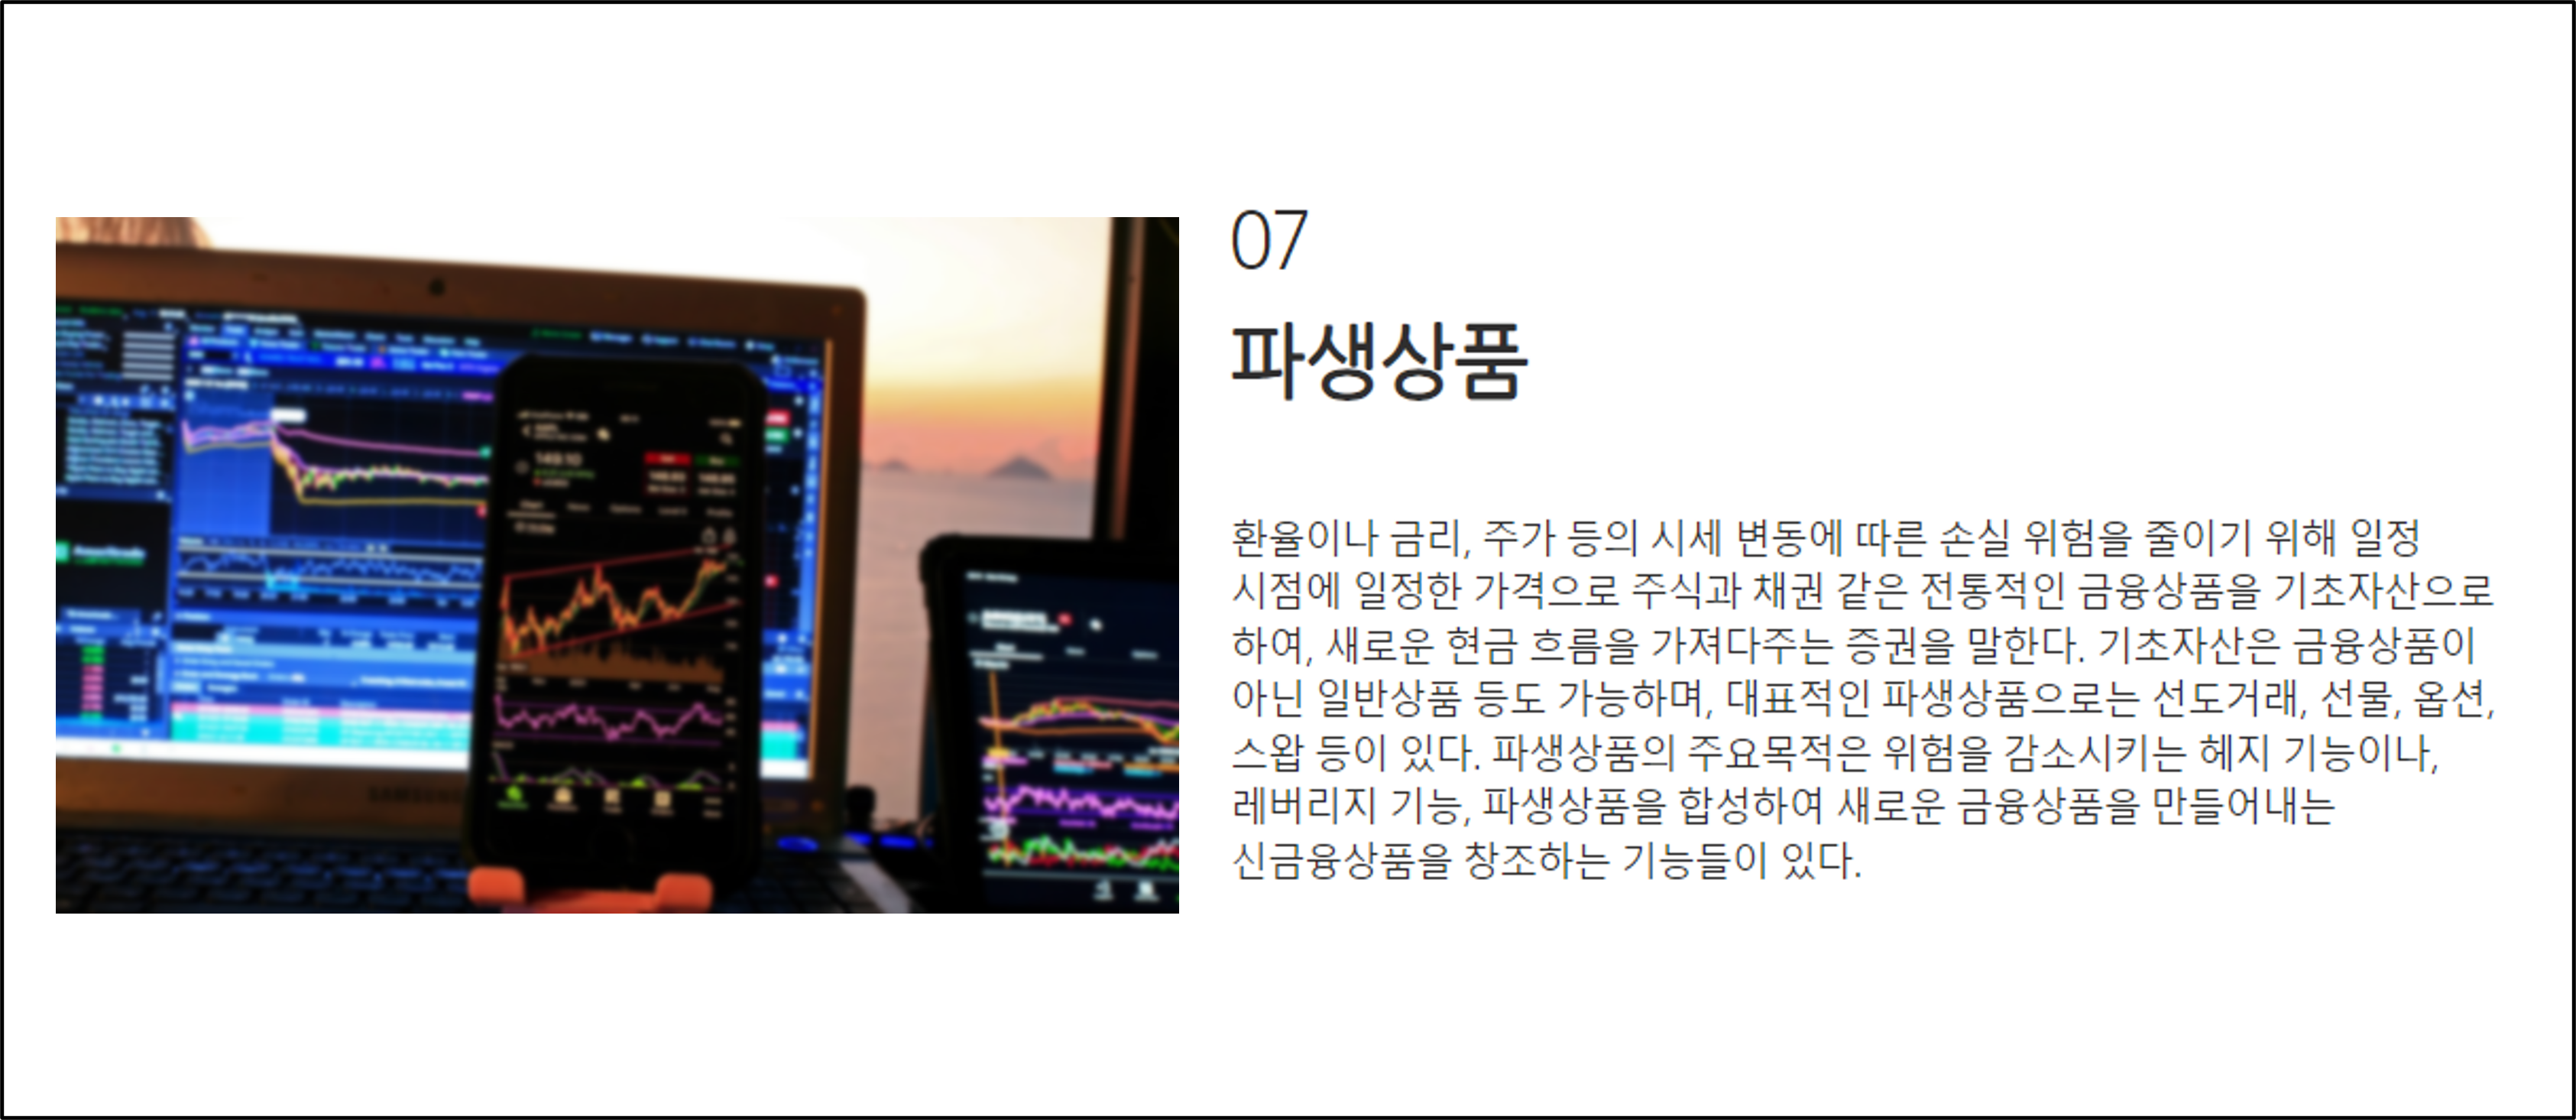 07
파생상품
환율이나 금리, 주가 등의 시세 변동에 따른 손실 위험을 줄이기 위해 일정
시점에 일정한 가격으로 주식과 채권 같은 전통적인 금융상품을 기초자산으로
하여, 새로운 현금 흐름을 가져다주는 증권을 말한다. 기초자산은 금융상품이
아닌 일반상품 등도 가능하며, 대표적인 파생상품으로는 선도거래, 선물, 옵션,
스왑 등이 있다. 파생상품의 주요목적은 위험을 감소시키는 헤지 기능이나,
레버리지 기능, 파생상품을 합성하여 새로운 금융상품을 만들어내는
신금융상품을 창조하는 기능들이 있다.